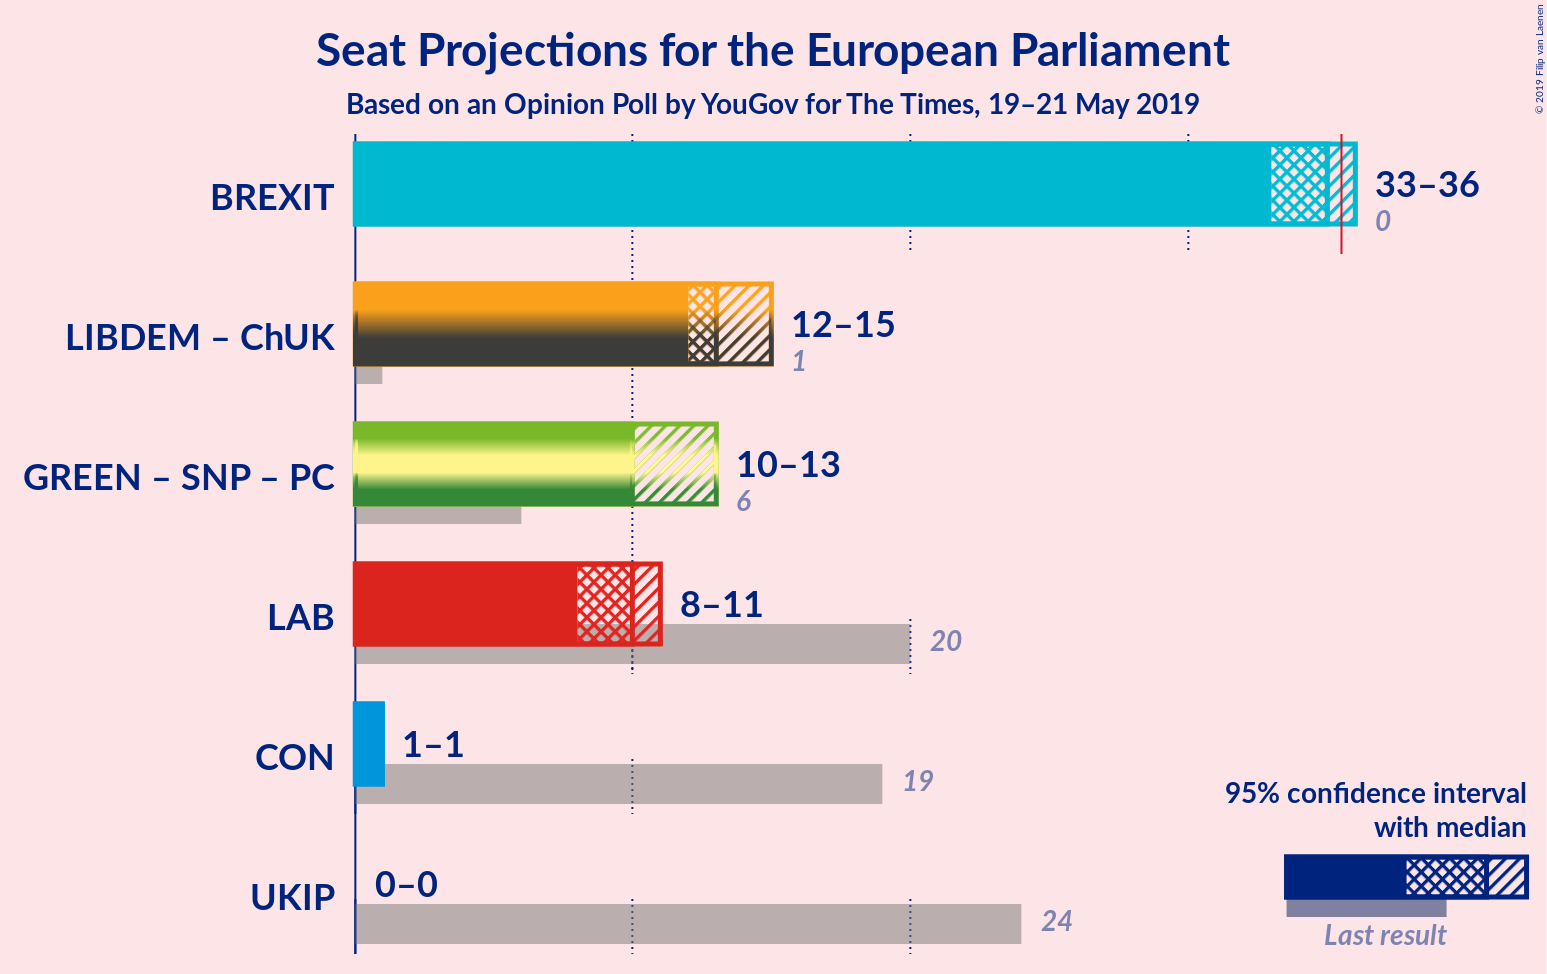 Seat Projections for the European Parliament
Based on an Opinion Poll by YouGov for The Times, 19–21 May 2019
© 2019 Filip van Laenen
BREXIT
33–36
0
LIBDEM – ChUK
12–15
1
GREEN – SNP – PC
10–13
6
LAB
8–11
20
CON
1–1
19
UKIP
0–0
24
95% confidence interval
with median
Last result